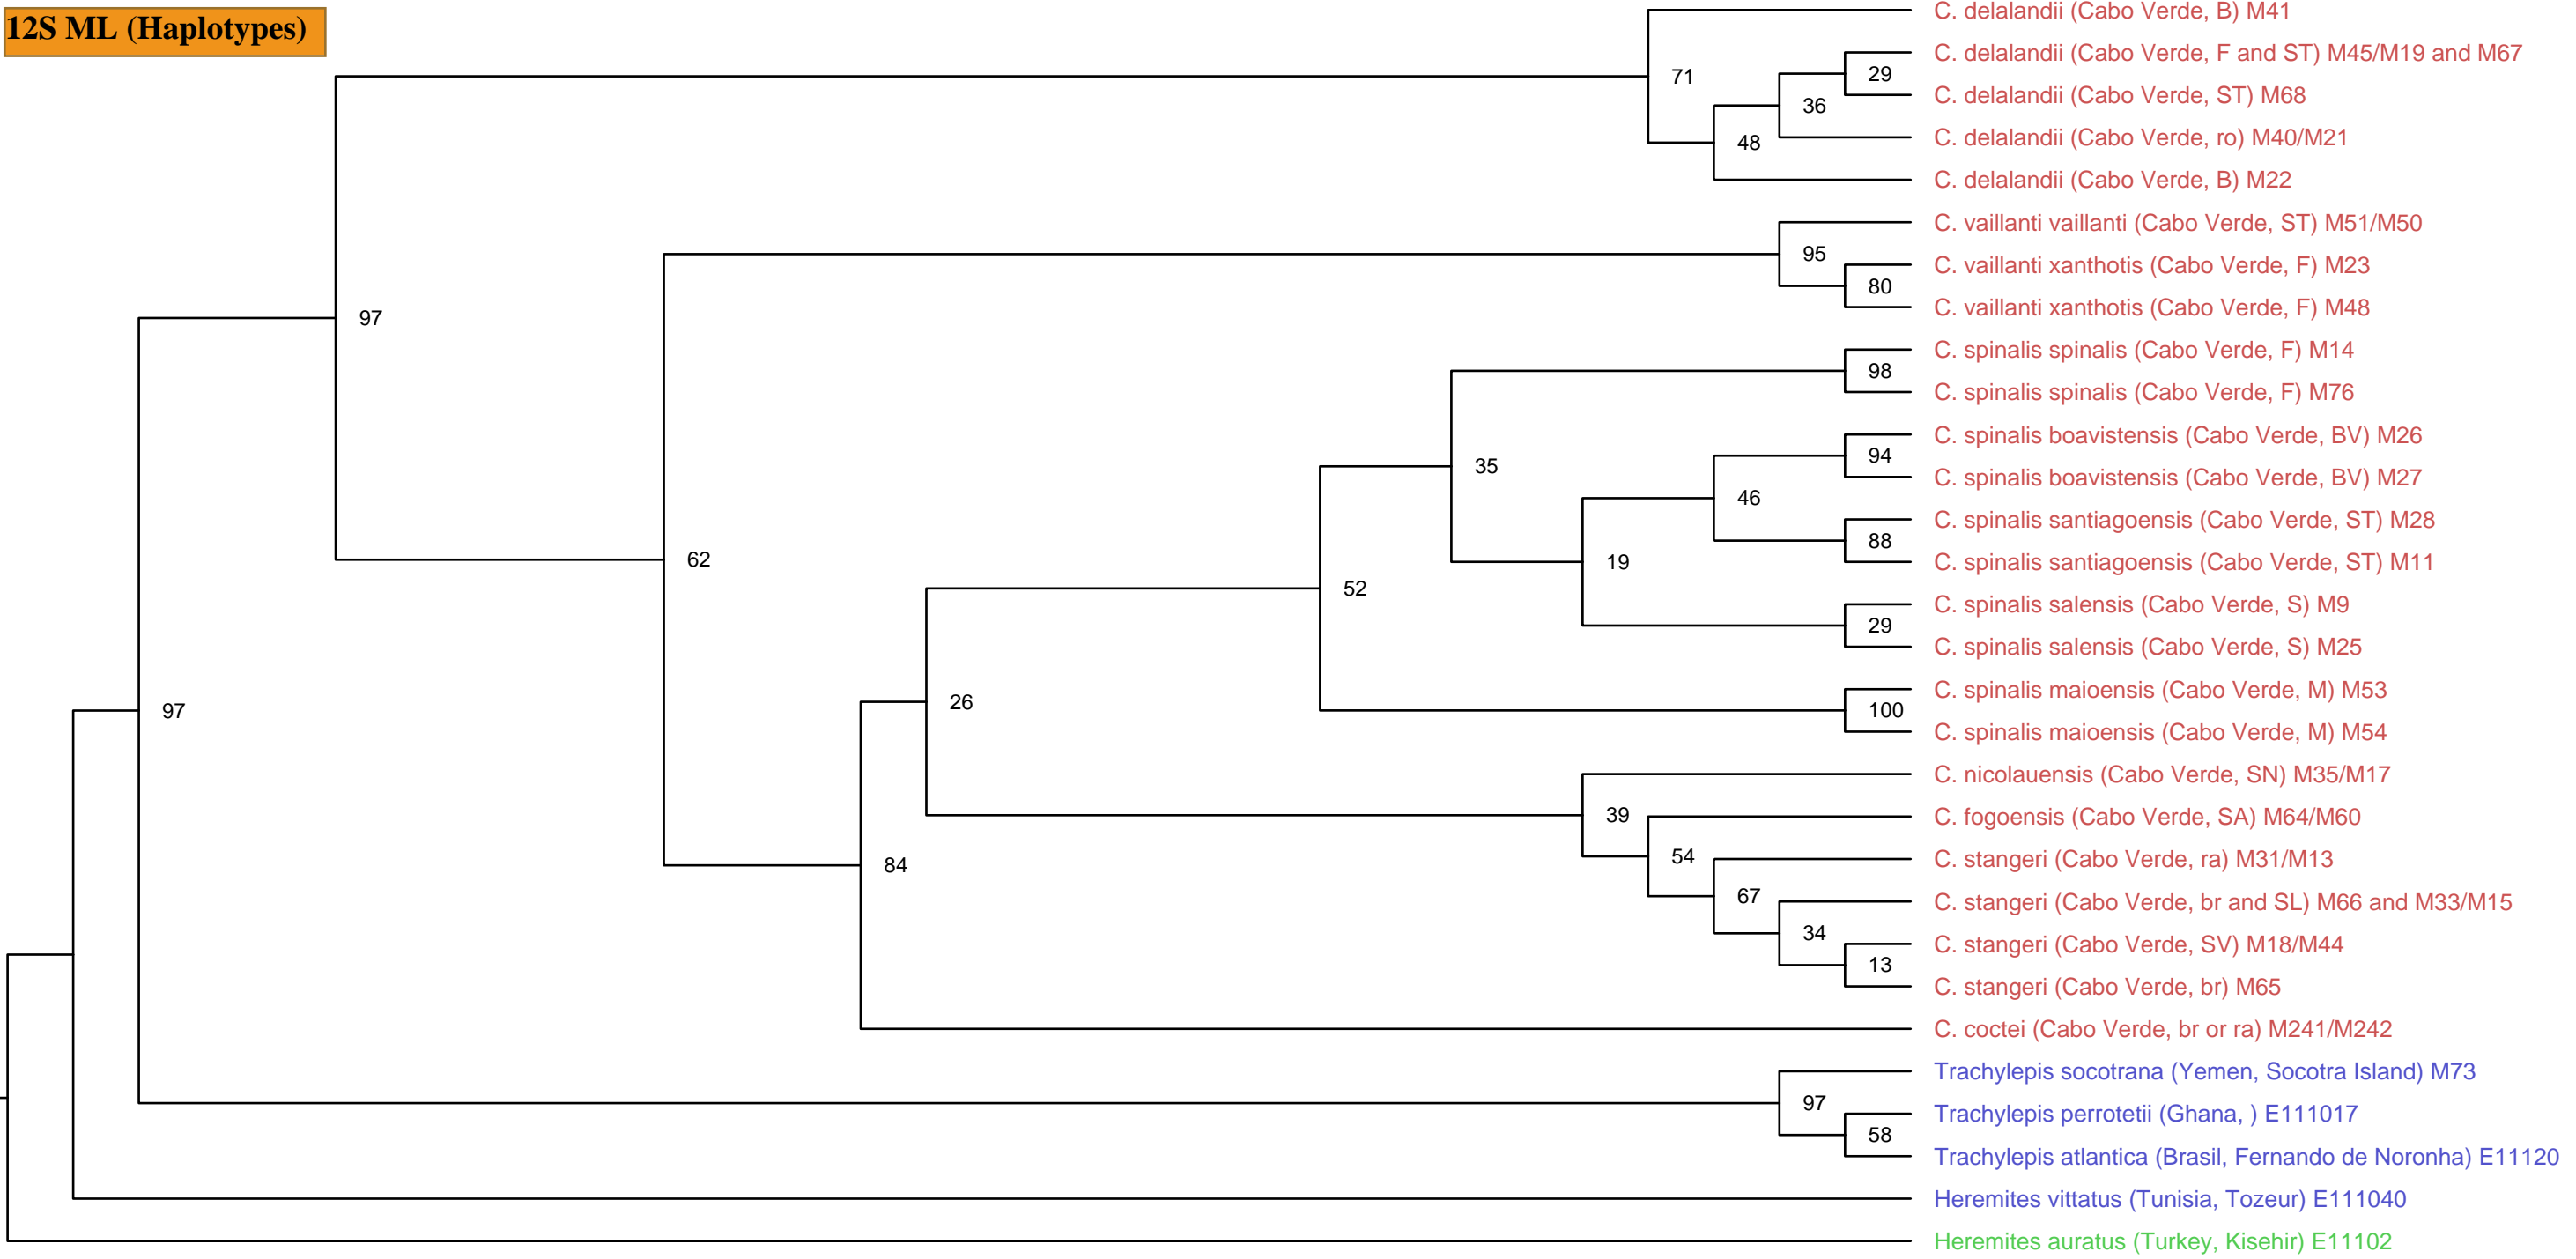 12S ML (Haplotypes)
C. delalandii (Cabo Verde, B) M41
C. delalandii (Cabo Verde, F and ST) M45/M19 and M67
29
71
C. delalandii (Cabo Verde, ST) M68
36
C. delalandii (Cabo Verde, ro) M40/M21
48
C. delalandii (Cabo Verde, B) M22
C. vaillanti vaillanti (Cabo Verde, ST) M51/M50
95
C. vaillanti xanthotis (Cabo Verde, F) M23
80
C. vaillanti xanthotis (Cabo Verde, F) M48
97
C. spinalis spinalis (Cabo Verde, F) M14
98
C. spinalis spinalis (Cabo Verde, F) M76
C. spinalis boavistensis (Cabo Verde, BV) M26
94
35
C. spinalis boavistensis (Cabo Verde, BV) M27
46
C. spinalis santiagoensis (Cabo Verde, ST) M28
88
C. spinalis santiagoensis (Cabo Verde, ST) M11
19
62
52
C. spinalis salensis (Cabo Verde, S) M9
29
C. spinalis salensis (Cabo Verde, S) M25
C. spinalis maioensis (Cabo Verde, M) M53
26
97
100
C. spinalis maioensis (Cabo Verde, M) M54
C. nicolauensis (Cabo Verde, SN) M35/M17
39
C. fogoensis (Cabo Verde, SA) M64/M60
54
84
C. stangeri (Cabo Verde, ra) M31/M13
67
C. stangeri (Cabo Verde, br and SL) M66 and M33/M15
34
C. stangeri (Cabo Verde, SV) M18/M44
13
C. stangeri (Cabo Verde, br) M65
C. coctei (Cabo Verde, br or ra) M241/M242
Trachylepis socotrana (Yemen, Socotra Island) M73
97
Trachylepis perrotetii (Ghana, ) E111017
58
Trachylepis atlantica (Brasil, Fernando de Noronha) E11120
Heremites vittatus (Tunisia, Tozeur) E111040
Heremites auratus (Turkey, Kisehir) E11102